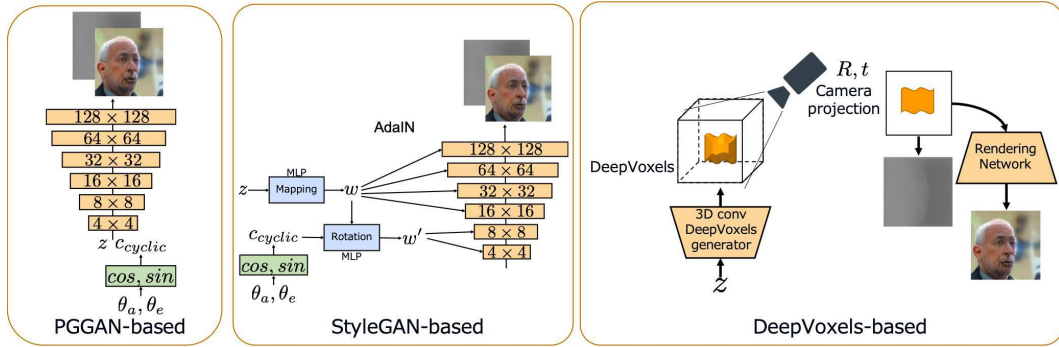 128 × 128
64 × 64
32 × 32
16 × 16
8 × 8
4 × 4
z c_cyclic
cos, sin
θ_a, θ_e
PGGAN-based
AdaIN
128 × 128
64 × 64
32 × 32
16 × 16
8 × 8
4 × 4
MLP
z
Mapping
w
c_cyclic
Rotation
w'
MLP
cos, sin
θ_a, θ_e
StyleGAN-based
R, t
Camera
projection
DeepVoxels
3D conv
DeepVoxels
generator
z
Rendering
Network
DeepVoxels-based